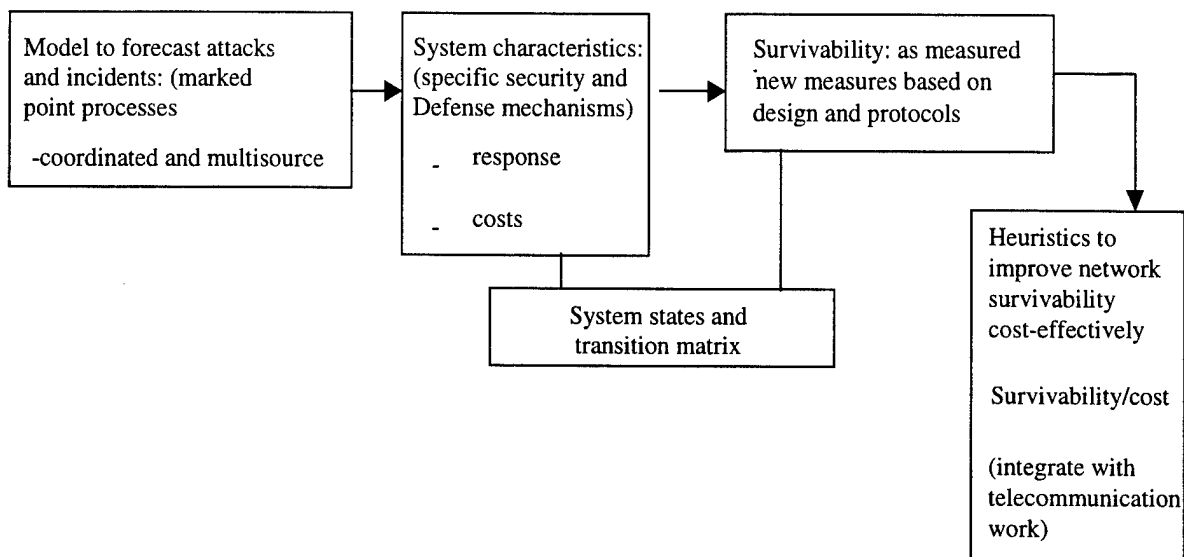 Model to forecast attacks
and incidents: (marked
point processes
-coordinated and multisource
System characteristics:
(specific security and
Defense mechanisms)
- response
- costs
Survivability: as measured
new measures based on
design and protocols
System states and
transition matrix
Heuristics to
improve network
survivability
cost-effectively
Survivability/cost
(integrate with
telecommunication
work)